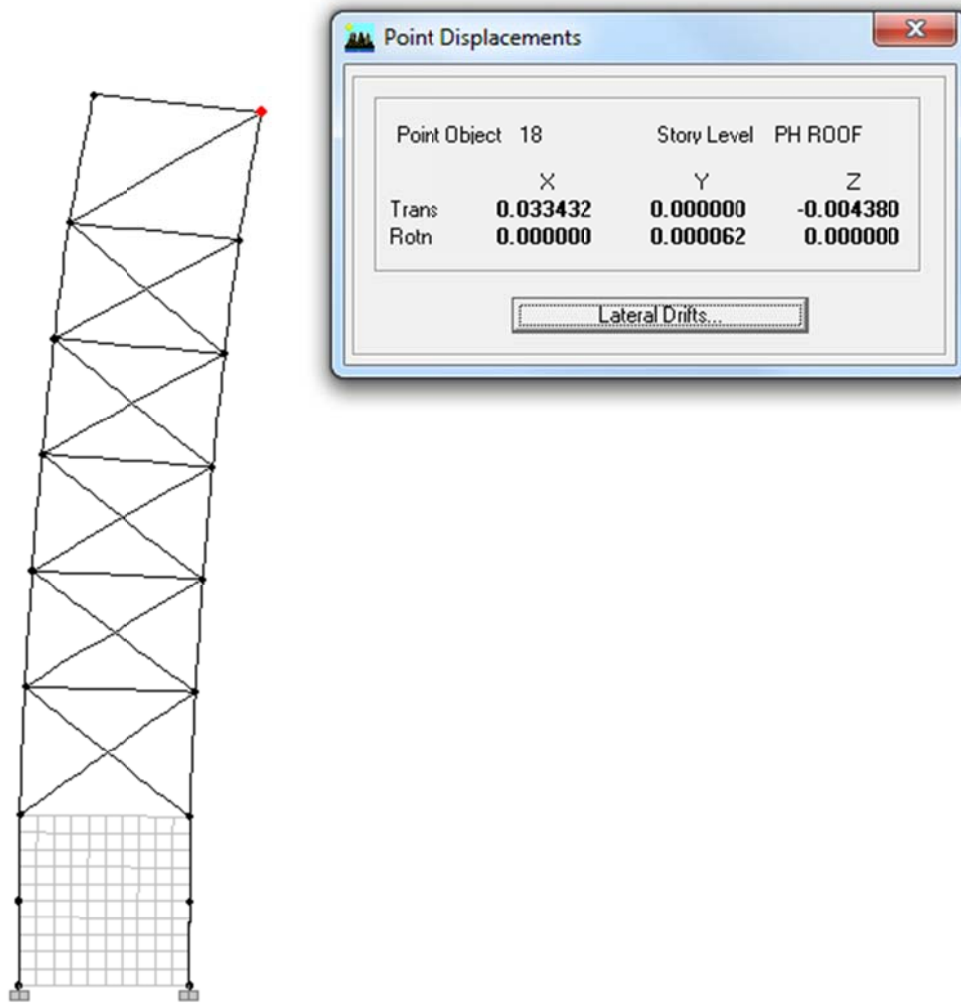 Point Displacements
Point Object 18 Story Level PH ROOF
X Y Z
Trans 0.033432 0.000000 -0.004380
Rotn 0.000000 0.000062 0.000000
Lateral Drifts...